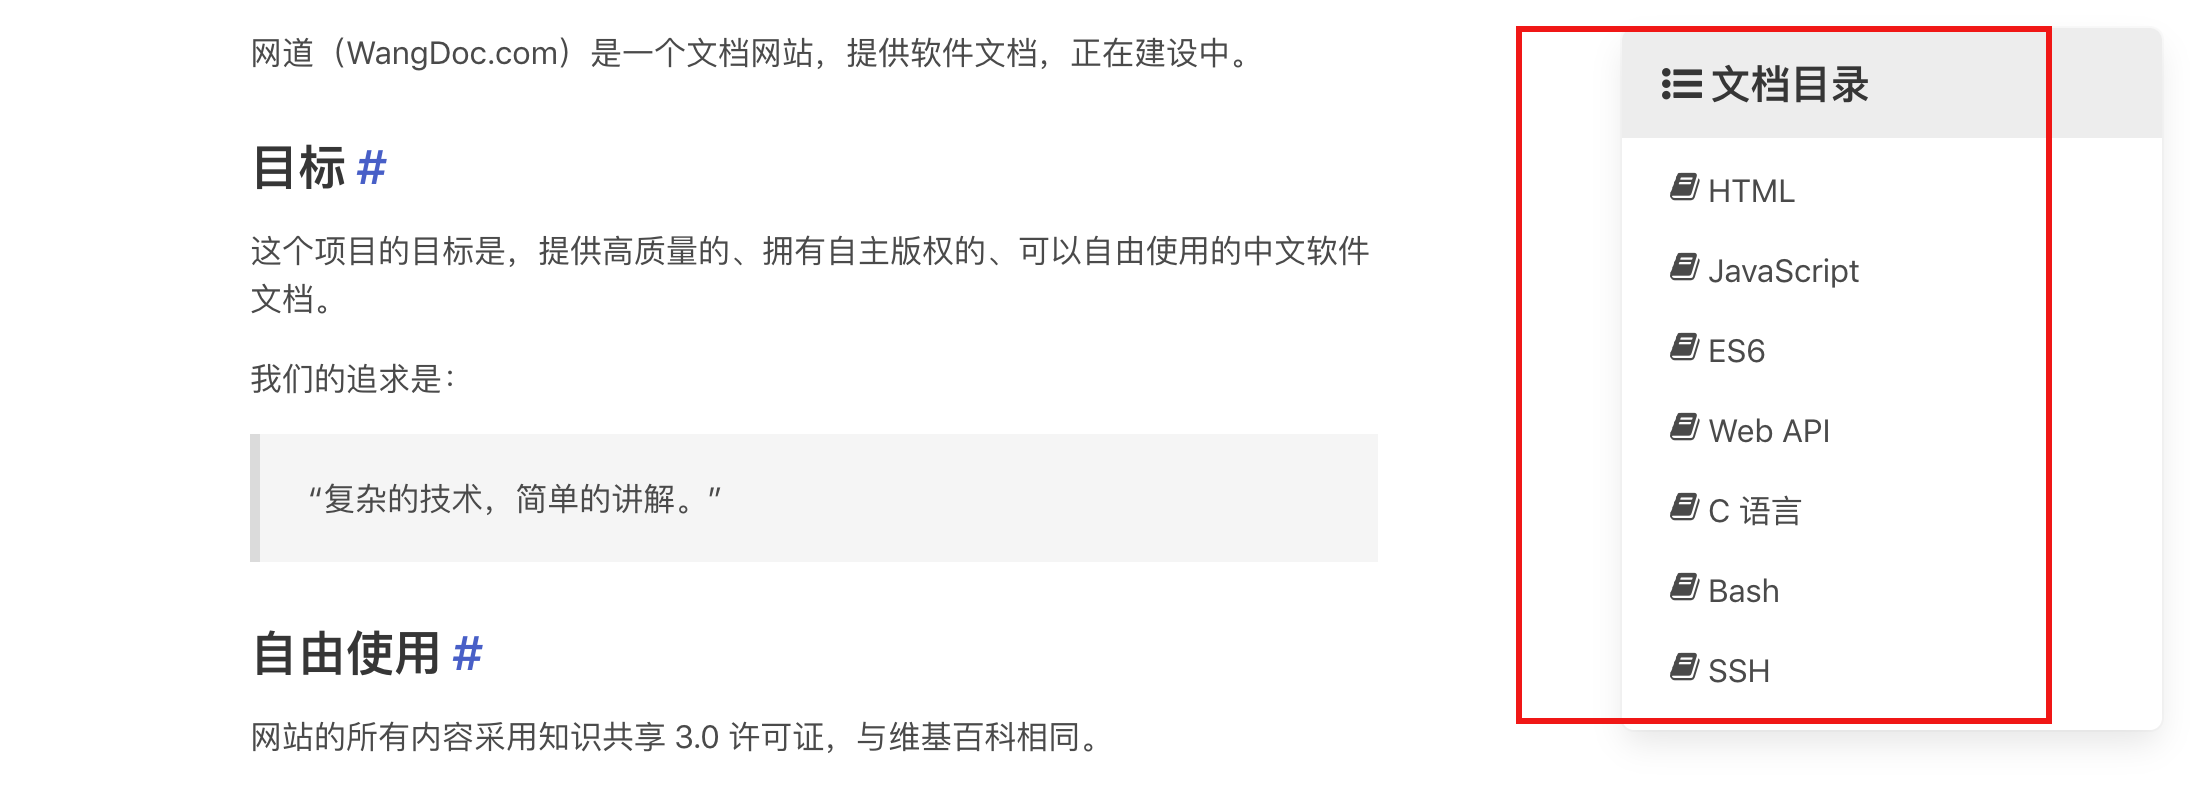 网道（WangDoc.com）是一个文档网站，提供软件文档，正在建设中。
目标 #
这个项目的目标是，提供高质量的、拥有自主版权的、可以自由使用的中文软件
文档。
我们的追求是：
“复杂的技术，简单的讲解。”
自由使用 #
网站的所有内容采用知识共享 3.0 许可证，与维基百科相同。
文档目录
HTML
JavaScript
ES6
Web API
C 语言
Bash
SSH